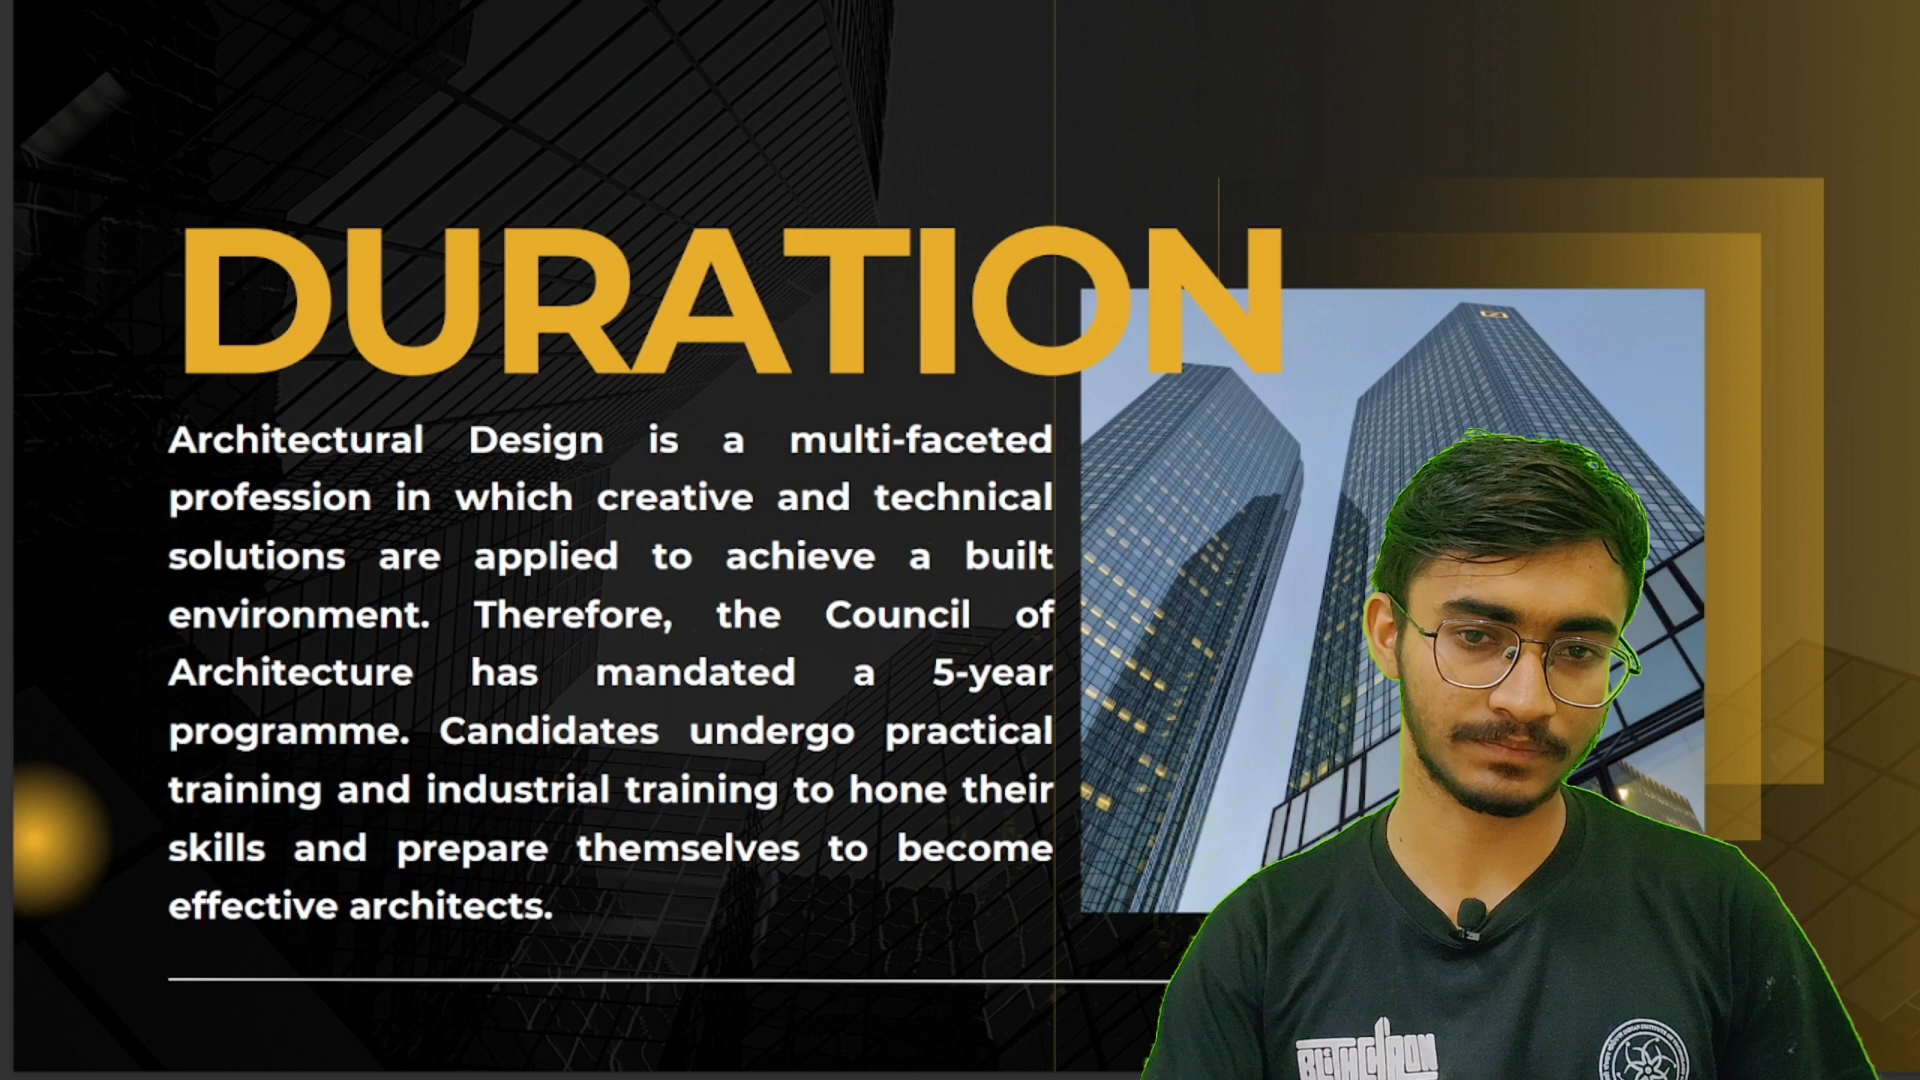 DURATION
Architectural Design is a multi-faceted
profession in which creative and technical
solutions are applied to achieve a built
environment. Therefore, the Council of
Architecture has mandated a 5-year
programme. Candidates undergo practical
training and industrial training to hone their
skills and prepare themselves to become
effective architects.
BLITHCHRON